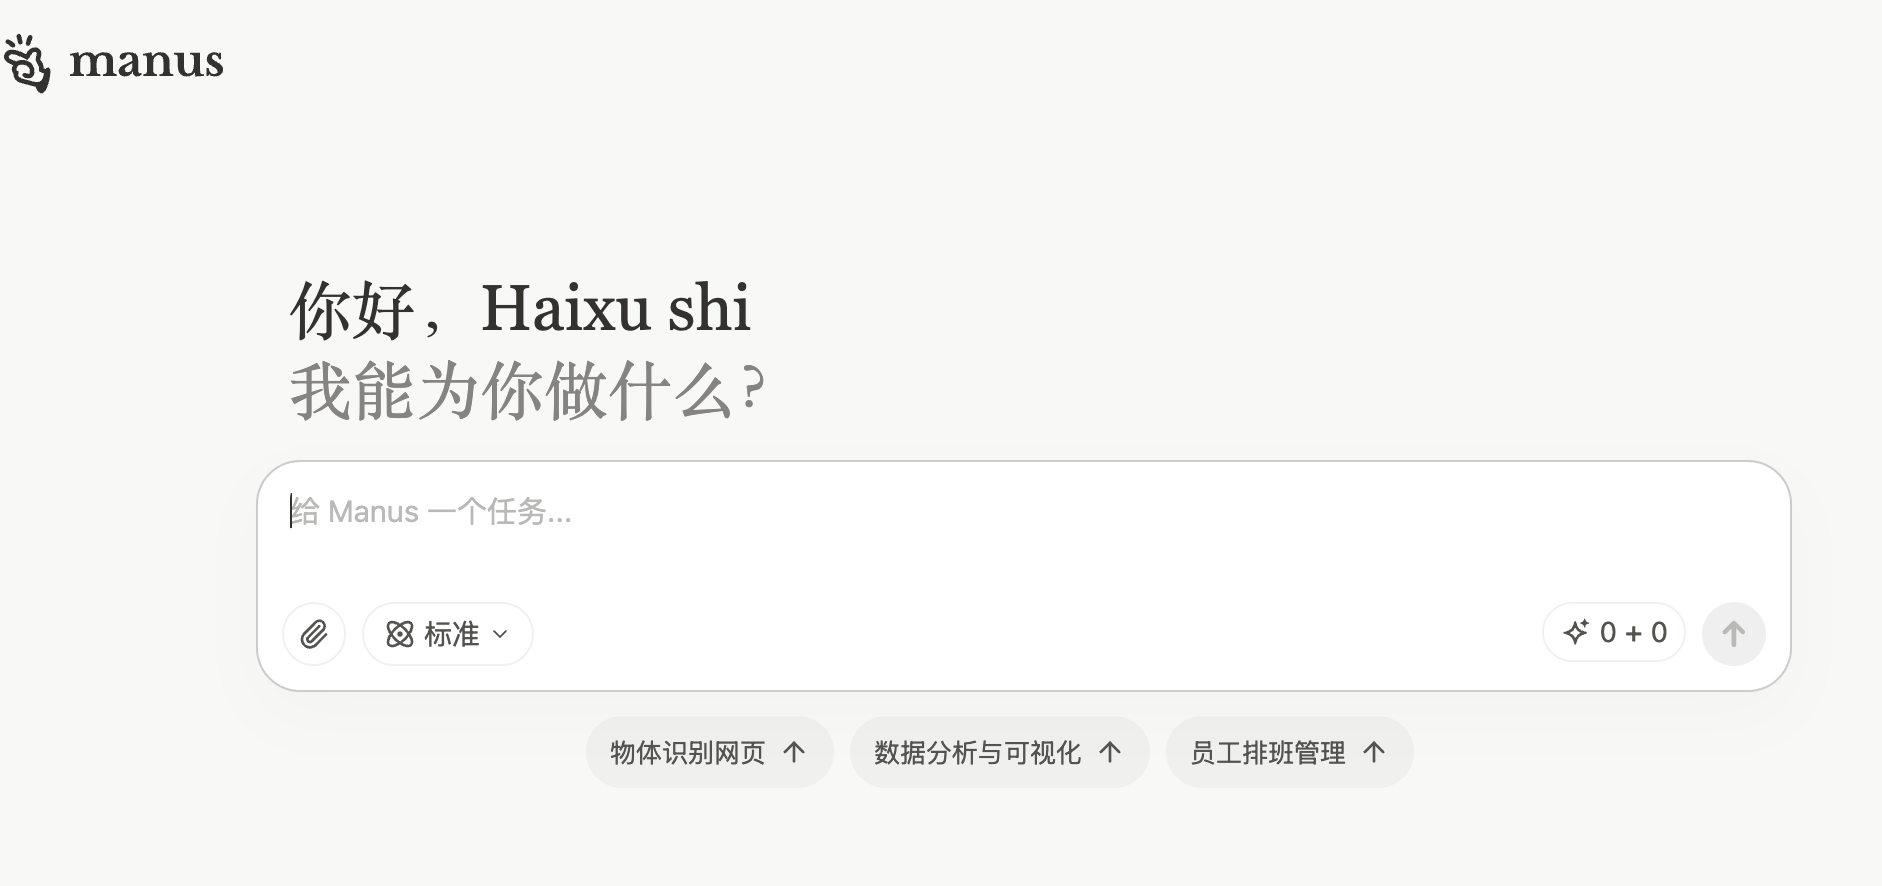 manus
你好，Haixu shi
我能为你做什么？
给 Manus 一个任务...
标准
0 + 0
物体识别网页
数据分析与可视化
员工排班管理